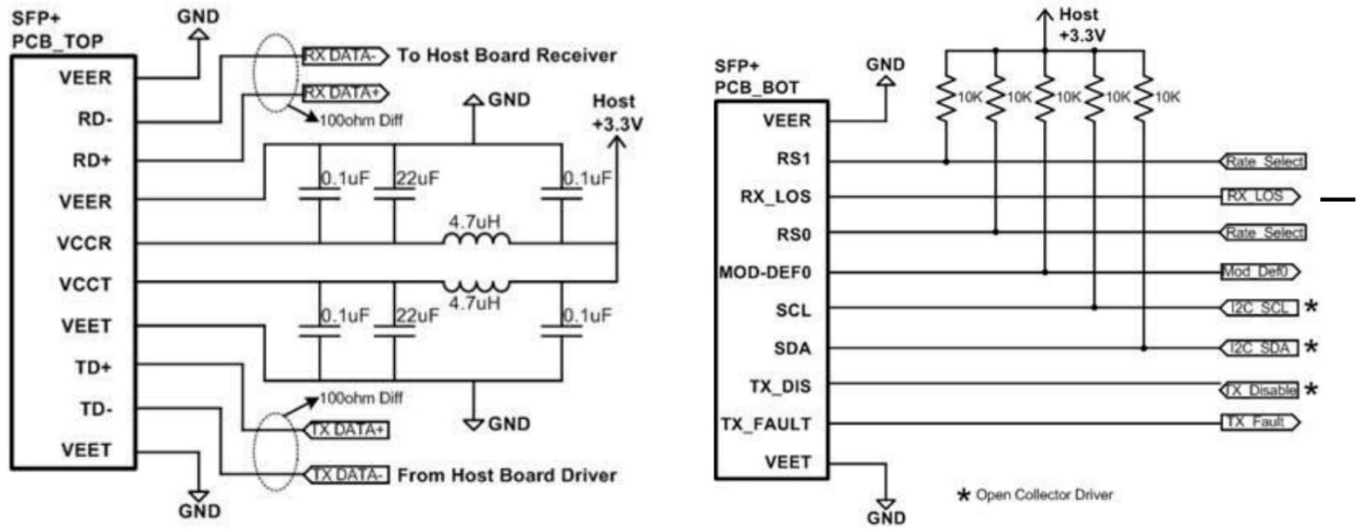 SFP+
PCB_TOP
GND
VEER
RX DATA-
To Host Board Receiver
RD-
RX DATA+
100ohm Diff
GND
Host
+3.3V
RD+
0.1uF
22uF
0.1uF
VEER
4.7uH
VCCR
VCCT
4.7uH
0.1uF
22uF
0.1uF
VEET
TD+
100ohm Diff
TD-
TX DATA+
GND
VEET
TX DATA-
From Host Board Driver
GND
SFP+
PCB_BOT
GND
Host
+3.3V
10K
10K
10K
10K
10K
VEER
RS1
Rate_Select
RX_LOS
RX_LOS
RS0
Rate_Select
MOD-DEF0
Mod_Def0
SCL
I2C_SCL *
SDA
I2C_SDA *
TX_DIS
TX_Disable *
TX_FAULT
TX_Fault
VEET
GND
* Open Collector Driver